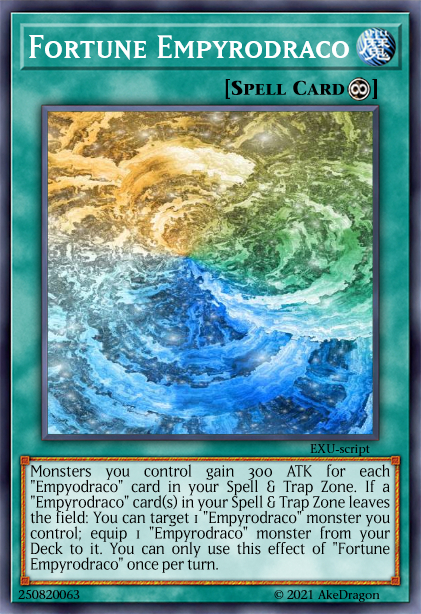 Fortune Empyrodraco 魔
[Spell Card]
EXU-script
Monsters you control gain 300 ATK for each
"Empyodraco" card in your Spell & Trap Zone. If a
"Empyrodraco" card(s) in your Spell & Trap Zone leaves
the field: You can target 1 "Empyrodraco" monster you
control; equip 1 "Empyrodraco" monster from your
Deck to it. You can only use this effect of "Fortune
Empyrodraco" once per turn.
250820063 © 2021 AkeDragon